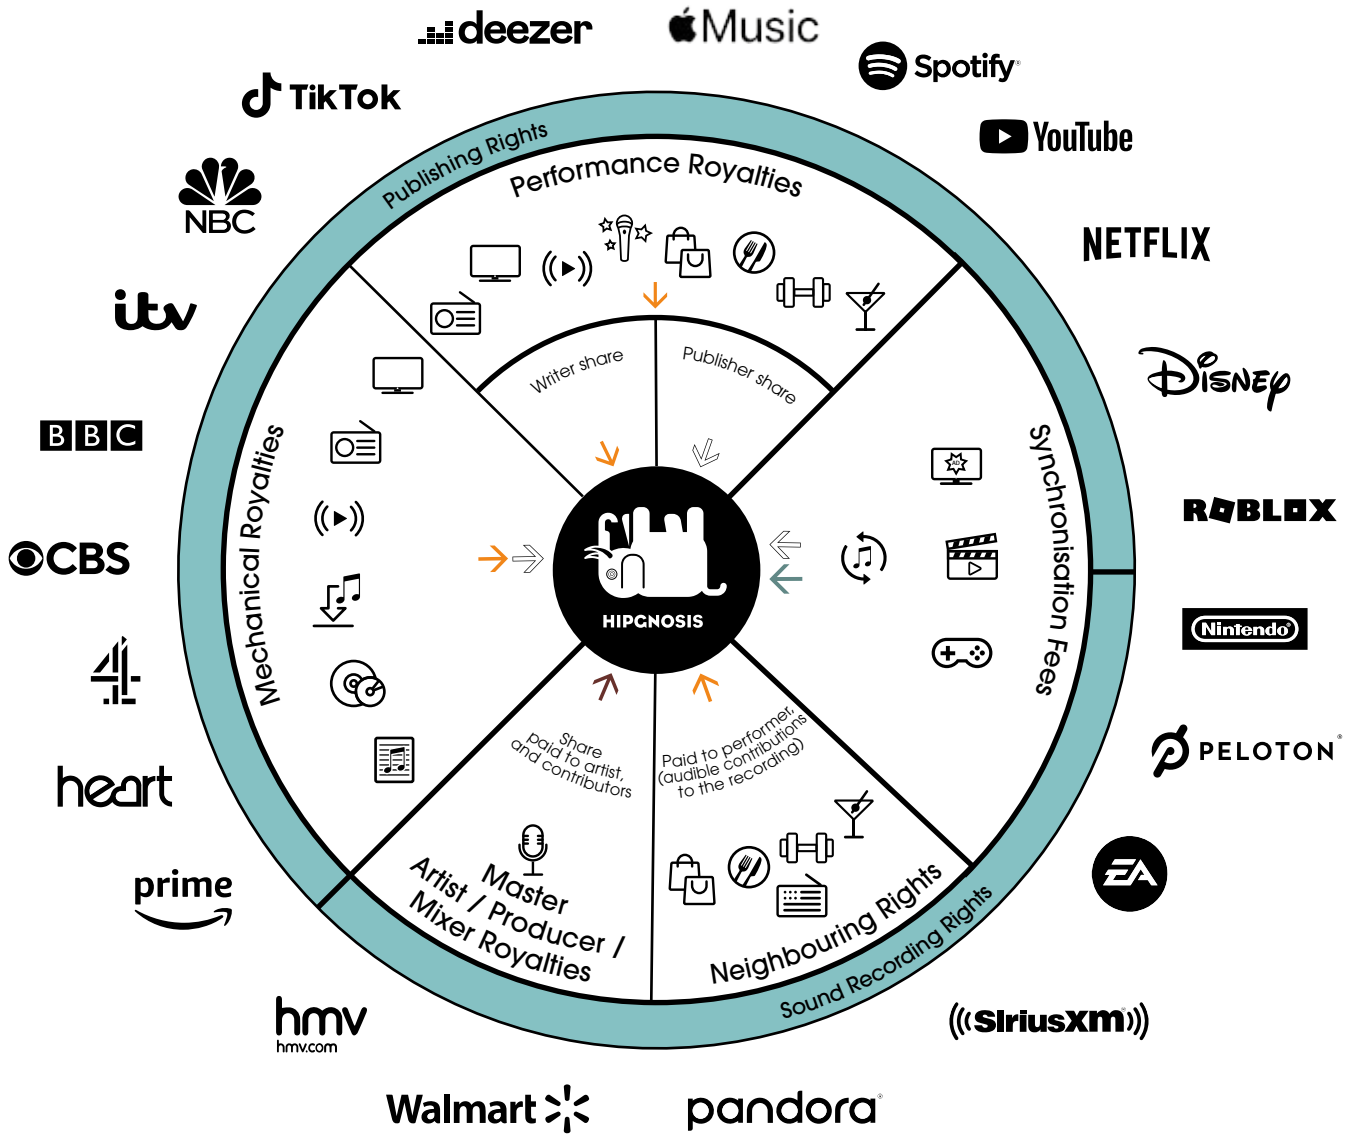 deezer
Music
TikTok
Spotify
YouTube
NBC
NETFLIX
itv
DISNEY
BBC
ROBLOX
CBS
Nintendo
4
heart
PELOTON
prime
EA
hmv
hmv.com
((SiriusXM))
Walmart
pandora
Publishing Rights
Performance Royalties
Writer share
Publisher share
Mechanical Royalties
Synchronisation Fees
AD
HIPGNOSIS
Share
paid to artist,
and contributors
Paid to performer,
(audible contributions
to the recording)
Master
Artist / Producer /
Mixer Royalties
Neighbouring Rights
Sound Recording Rights